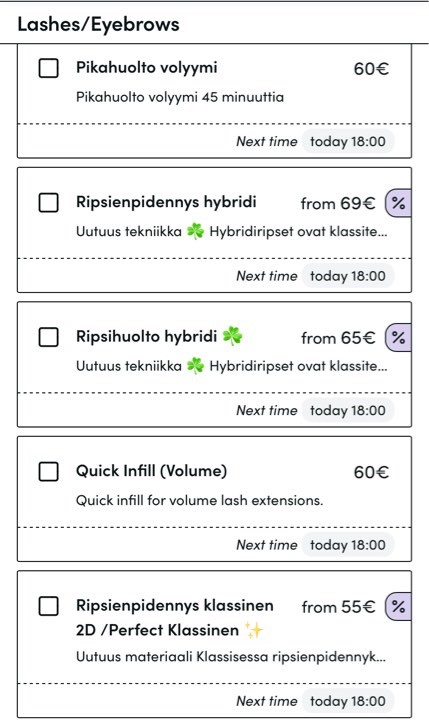 Lashes/Eyebrows
Pikahuolto volyymi 60€
Pikahuolto volyymi 45 minuuttia
Next time today 18:00
Ripsienpidennys hybridi from 69€ %
Uutuus tekniikka ☘️ Hybridiripset ovat klassite...
Next time today 18:00
Ripsihuolto hybridi ☘️ from 65€ %
Uutuus tekniikka ☘️ Hybridiripset ovat klassite...
Next time today 18:00
Quick Infill (Volume) 60€
Quick infill for volume lash extensions.
Next time today 18:00
Ripsienpidennys klassinen from 55€ %
2D /Perfect Klassinen ✨
Uutuus materiaali Klassisessa ripsienpidennyk...
Next time today 18:00